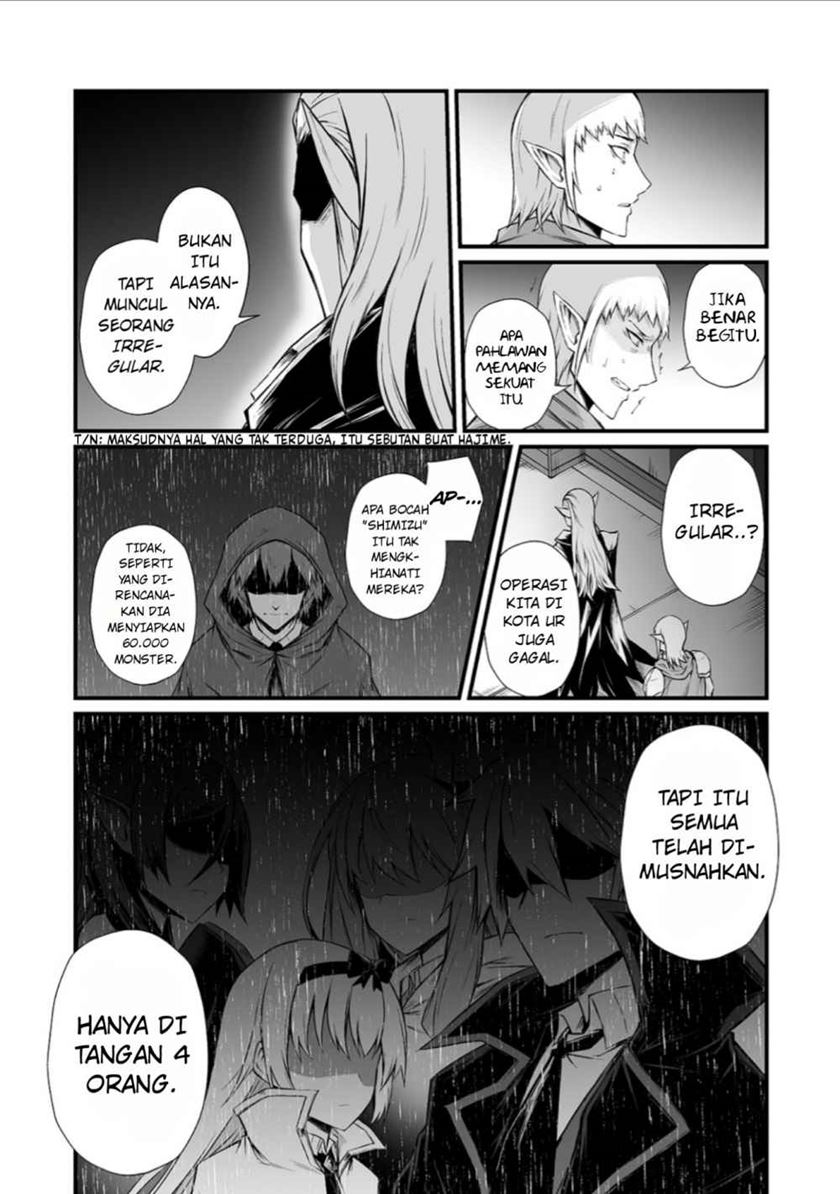 JIKA
BENAR
BEGITU.
APA
PAHLAWAN
MEMANG
SEKUAT
ITU.
BUKAN
ITU
ALASAN-
NYA.
TAPI
MUNCUL
SEORANG
IRRE-
GULAR.
T/N: MAKSUDNYA HAL YANG TAK TERDUGA, ITU SEBUTAN BUAT HAJIME.
IRRE-
GULAR..?
OPERASI
KITA DI
KOTA UR
JUGA
GAGAL.
AP-...
APA BOCAH
"SHIMIZU"
ITU TAK
MENGK-
HIANATI
MEREKA?
TIDAK,
SEPERTI
YANG DI-
RENCANA-
KAN DIA
MENYIAPKAN
60.000
MONSTER.
TAPI ITU
SEMUA
TELAH DI-
MUSNAHKAN.
HANYA DI
TANGAN 4
ORANG.